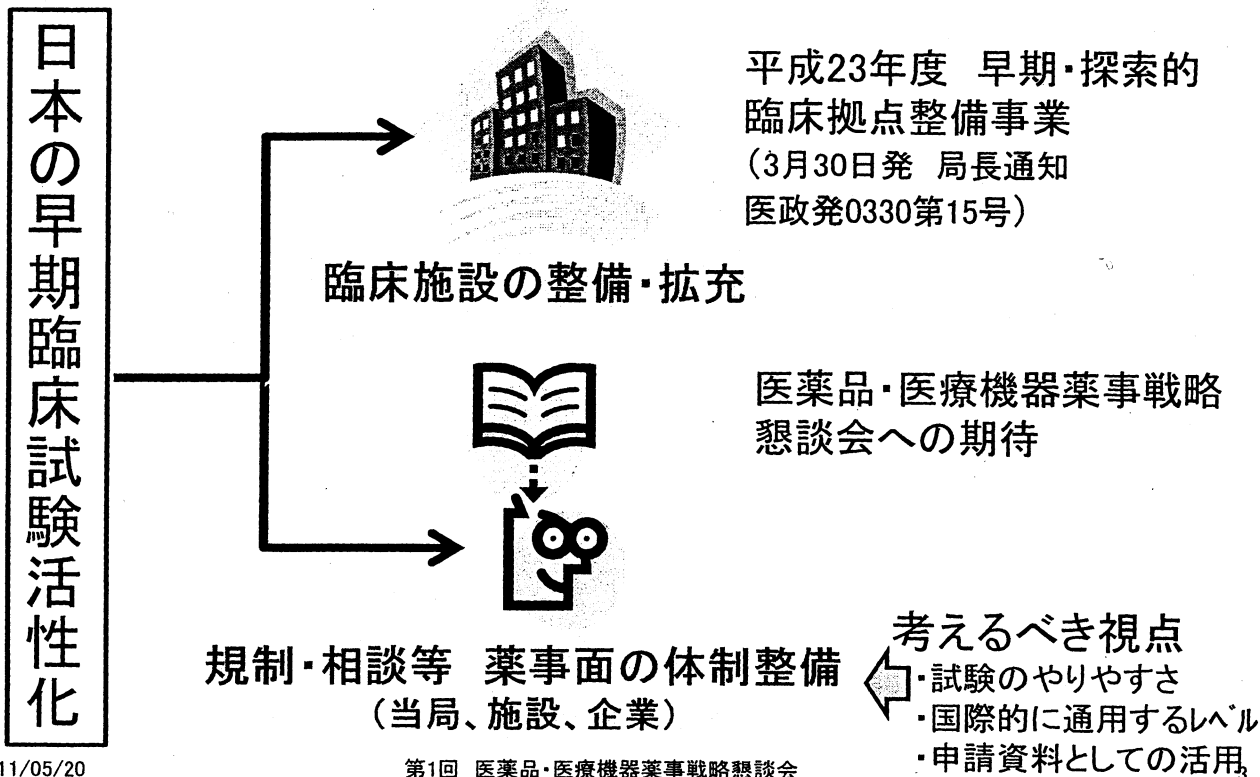 日本の早期臨床試験活性化
平成23年度 早期・探索的
臨床拠点整備事業
(3月30日発 局長通知
医政発0330第15号)
臨床施設の整備・拡充
医薬品・医療機器薬事戦略
懇談会への期待
規制・相談等 薬事面の体制整備
(当局、施設、企業)
考えるべき視点
・試験のやりやすさ
・国際的に通用するレベル
・申請資料としての活用
11/05/20
第1回 医薬品・医療機器薬事戦略懇談会